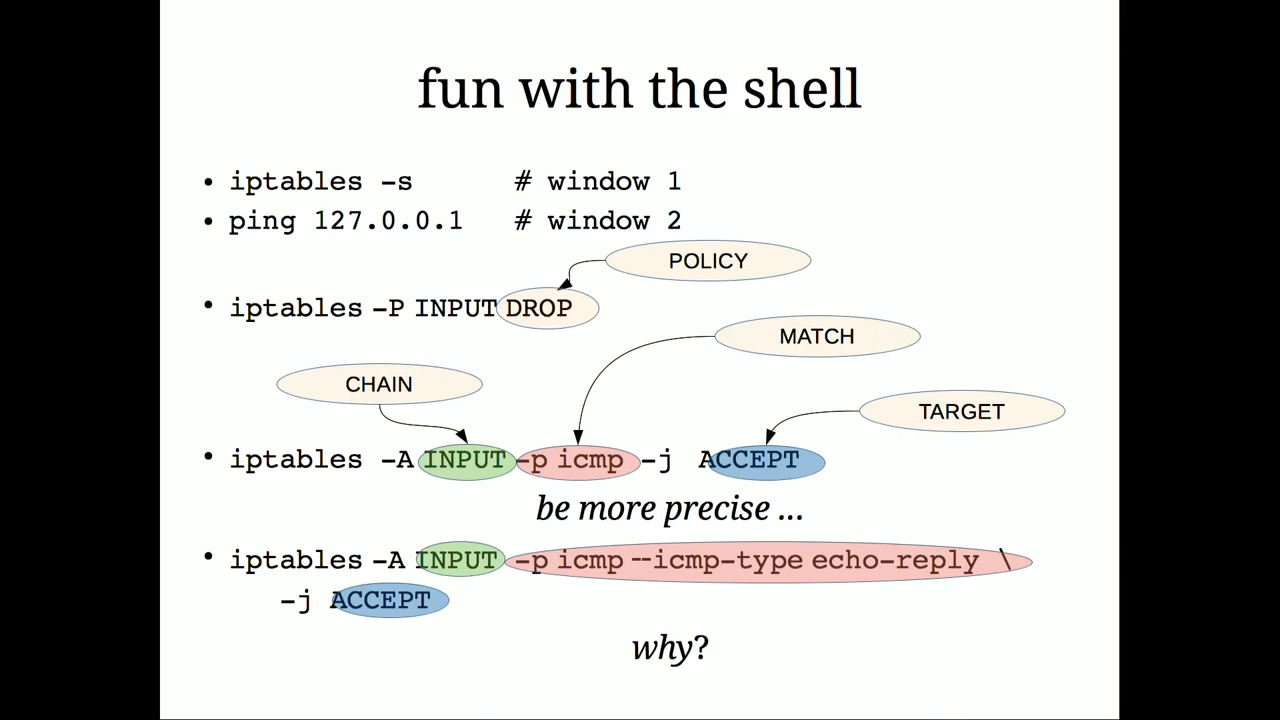 fun with the shell
• iptables -s # window 1
• ping 127.0.0.1 # window 2
POLICY
• iptables -P INPUT DROP
MATCH
CHAIN
TARGET
• iptables -A INPUT -p icmp -j ACCEPT
be more precise ...
• iptables -A INPUT -p icmp --icmp-type echo-reply \
-j ACCEPT
why?